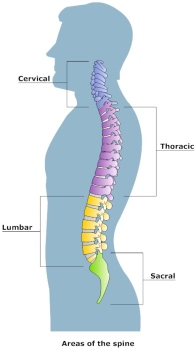 Cervical
Thoracic
Lumbar
Sacral
Areas of the spine